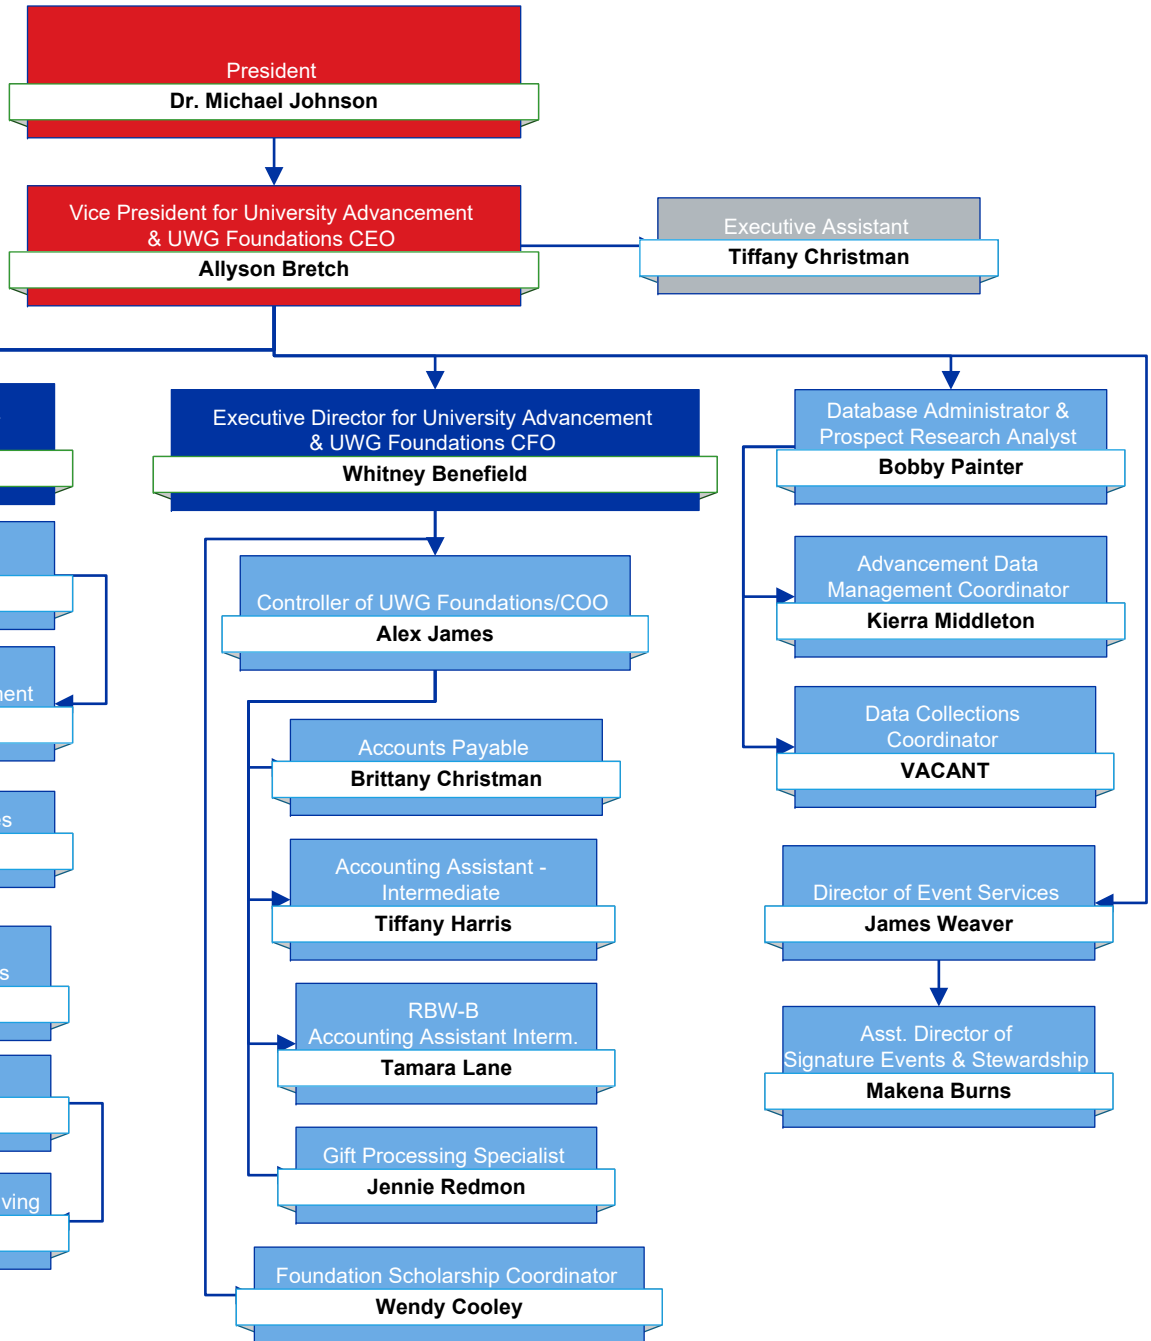 President
Dr. Michael Johnson
Vice President for University Advancement
& UWG Foundations CEO
Allyson Bretch
Executive Assistant
Tiffany Christman
Executive Director for University Advancement
& UWG Foundations CFO
Whitney Benefield
Controller of UWG Foundations/COO
Alex James
Accounts Payable
Brittany Christman
Accounting Assistant -
Intermediate
Tiffany Harris
RBW-B
Accounting Assistant Interm.
Tamara Lane
Gift Processing Specialist
Jennie Redmon
Foundation Scholarship Coordinator
Wendy Cooley
Database Administrator &
Prospect Research Analyst
Bobby Painter
Advancement Data
Management Coordinator
Kierra Middleton
Data Collections
Coordinator
VACANT
Director of Event Services
James Weaver
Asst. Director of
Signature Events & Stewardship
Makena Burns